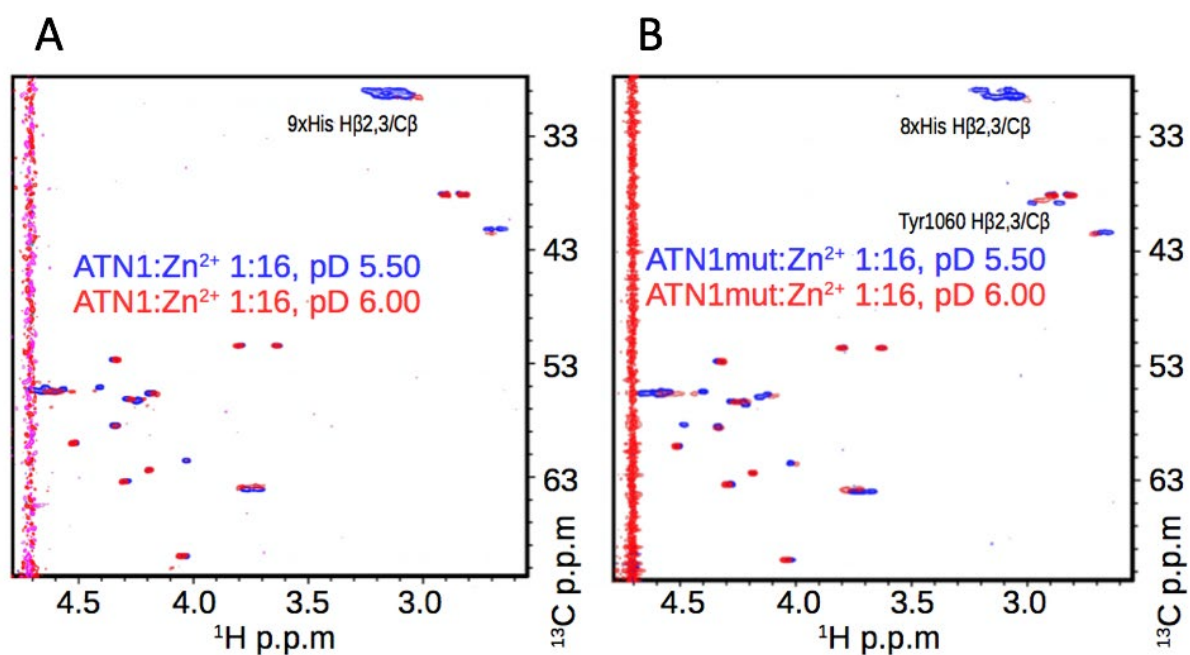 A
B
9xHis Hβ2,3/Cβ
8xHis Hβ2,3/Cβ
Tyr1060 Hβ2,3/Cβ
ATN1:Zn²⁺ 1:16, pD 5.50
ATN1:Zn²⁺ 1:16, pD 6.00
ATN1mut:Zn²⁺ 1:16, pD 5.50
ATN1mut:Zn²⁺ 1:16, pD 6.00
33
43
53
63
¹³C p.p.m
33
43
53
63
¹³C p.p.m
4.5 4.0 3.5 3.0
¹H p.p.m
4.5 4.0 3.5 3.0
¹H p.p.m